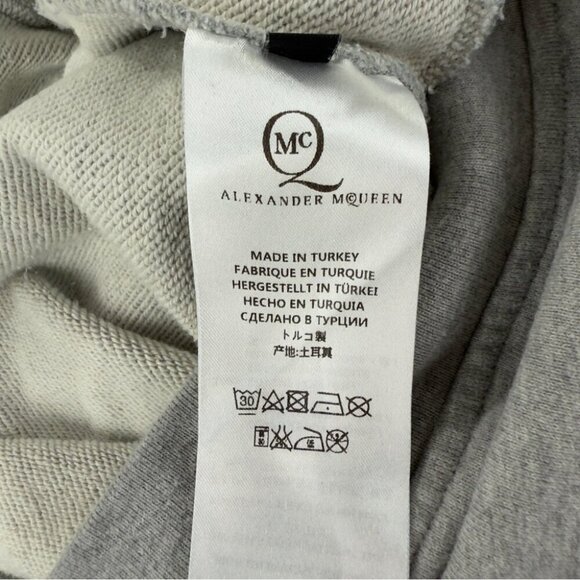 McQ
ALEXANDER McQUEEN
MADE IN TURKEY
FABRIQUE EN TURQUIE
HERGESTELLT IN TÜRKEI
HECHO EN TURQUIA
СДЕЛАНО В ТУРЦИИ
トルコ製
产地:土耳其
30